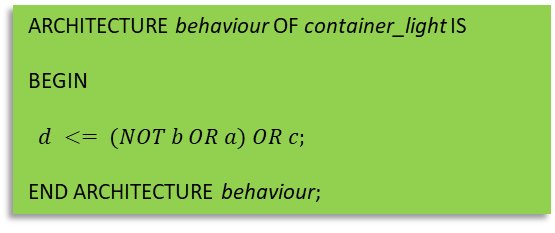 ARCHITECTURE behaviour OF container_light IS
BEGIN
d <= (NOT b OR a) OR c;
END ARCHITECTURE behaviour;